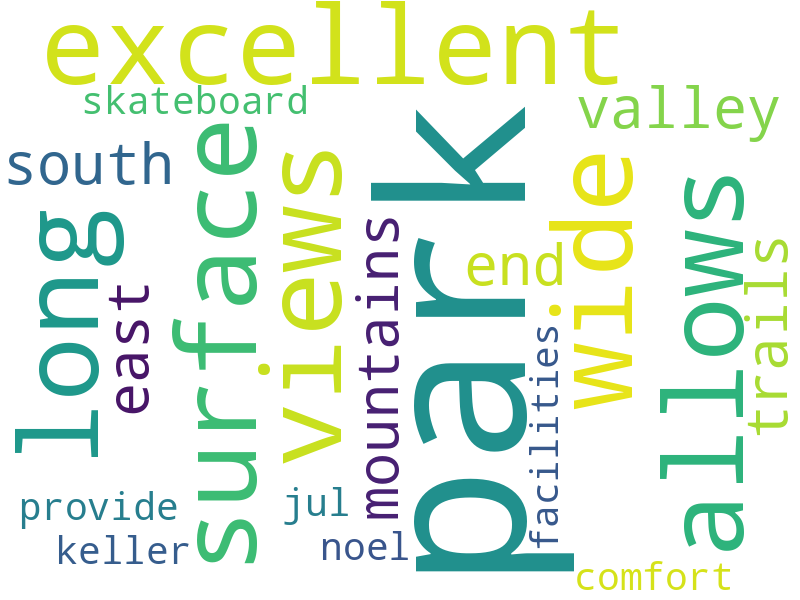 excellent
skateboard
valley
south
surface
park
views
wide
allows
long
mountains
trails
end
east
facilities
provide
jul
keller
noel
comfort